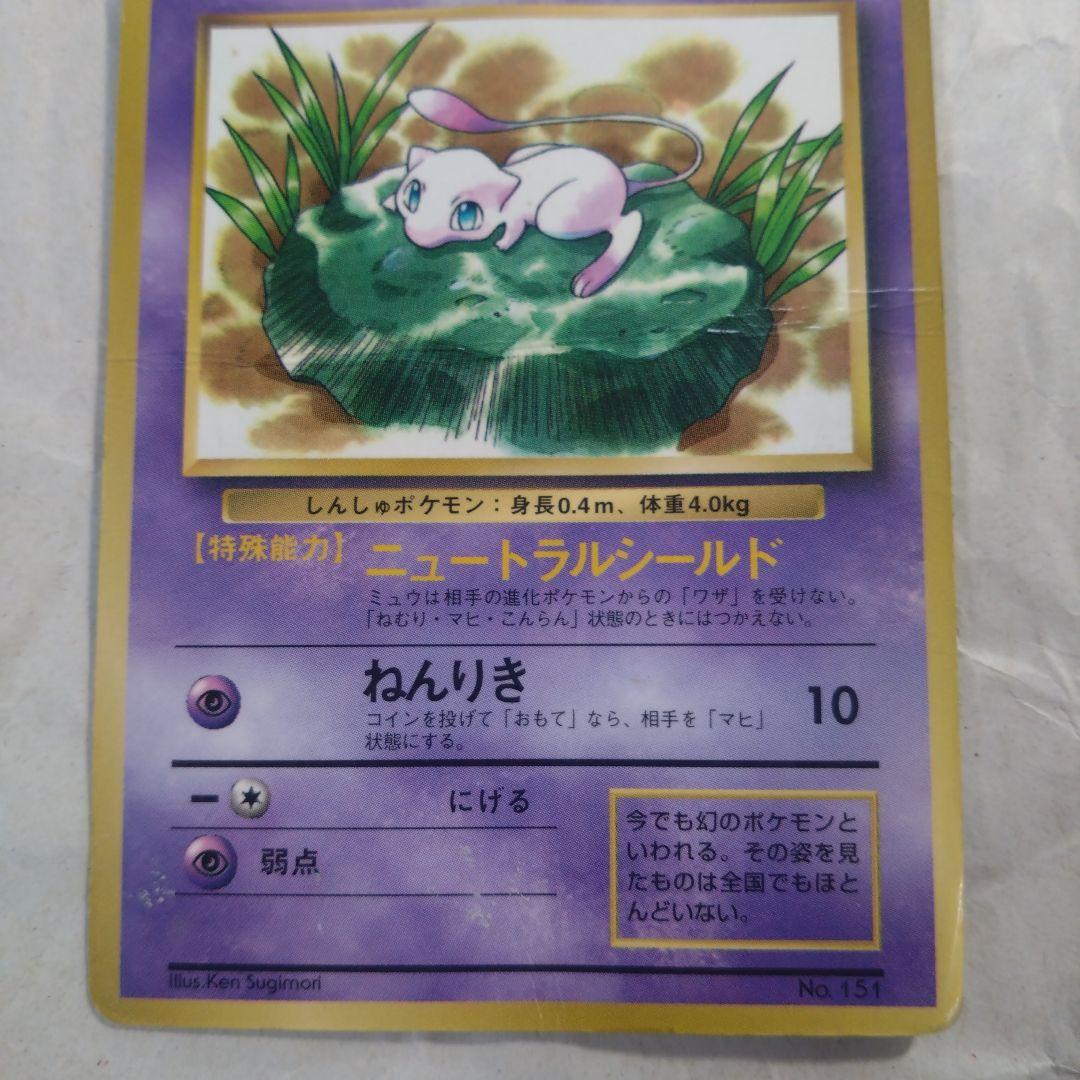 しんしゅポケモン：身長0.4m、体重4.0kg
【特殊能力】 ニュートラルシールド
ミュウは相手の進化ポケモンからの「ワザ」を受けない。
「ねむり・マヒ・こんらん」状態のときにはつかえない。
ねんりき 10
コインを投げて「おもて」なら、相手を「マヒ」
状態にする。
にげる
弱点
今でも幻のポケモンと
いわれる。その姿を見
たものは全国でもほと
んどいない。
Illus.Ken Sugimori
No. 151